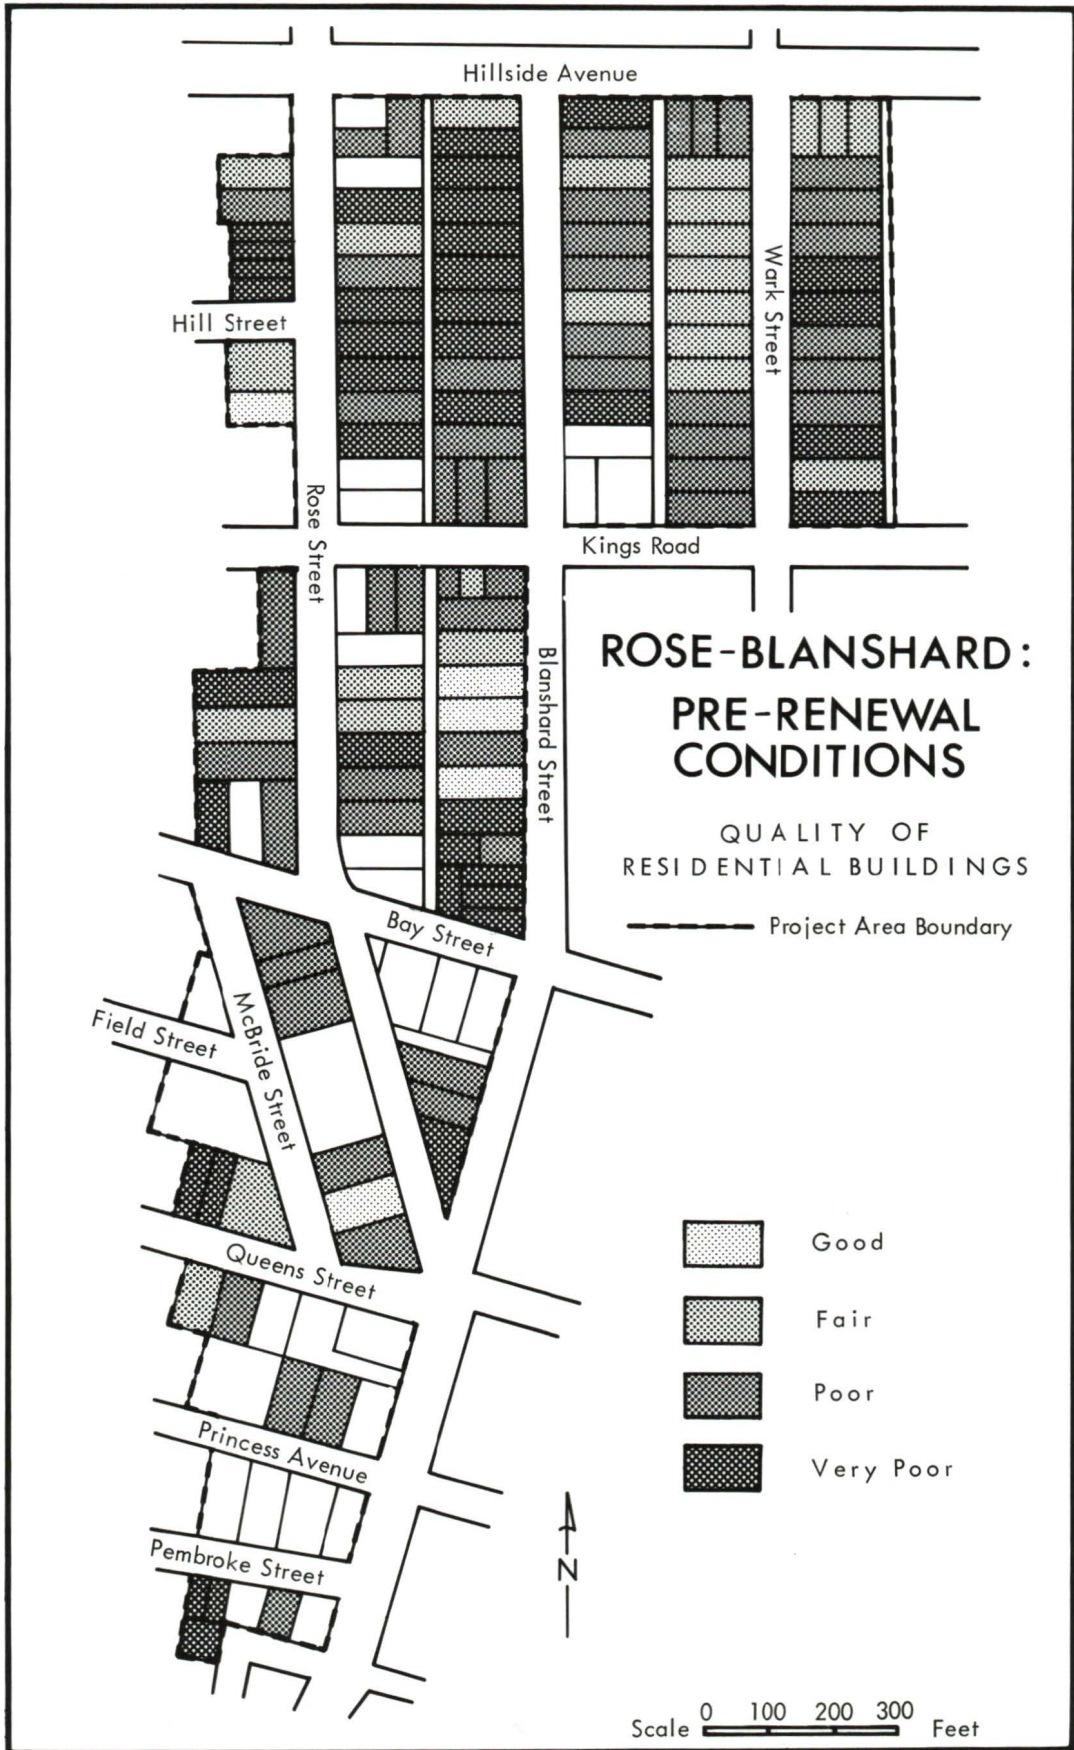 Hillside Avenue
Hill Street
Wark Street
Rose Street
Kings Road
ROSE-BLANSHARD:
PRE-RENEWAL
CONDITIONS
Blanshard Street
QUALITY OF
RESIDENTIAL BUILDINGS
Project Area Boundary
Bay Street
McBride Street
Field Street
Queens Street
Good
Fair
Poor
Very Poor
Princess Avenue
Pembroke Street
N
Scale 0 100 200 300 Feet